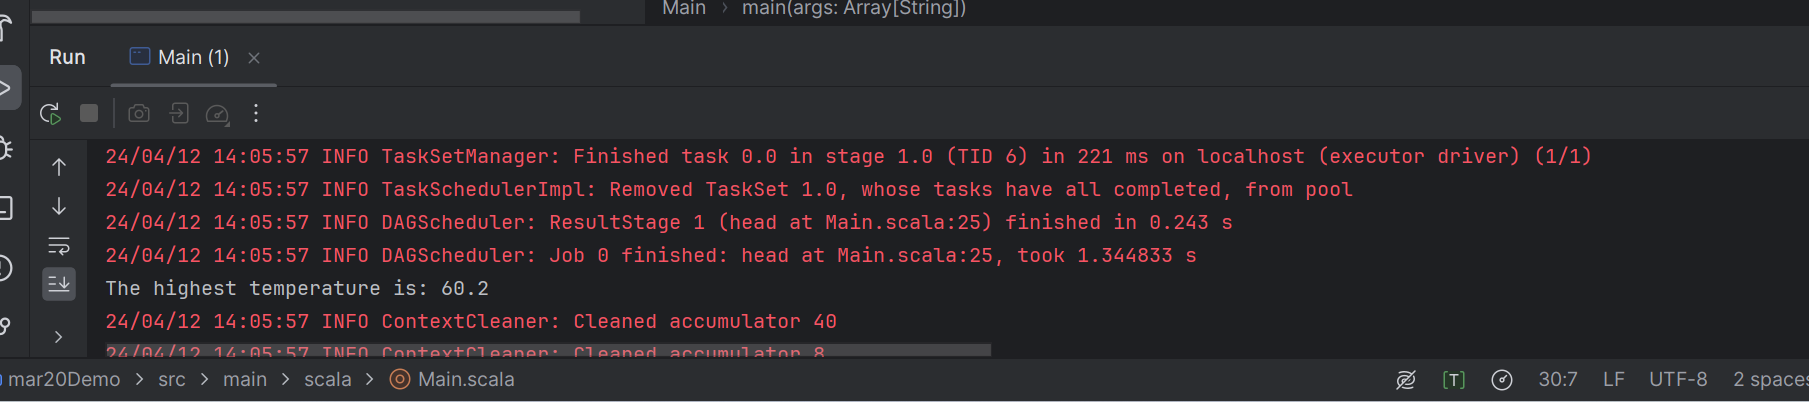 Main > main(args: Array[String])
Run Main (1) ×
24/04/12 14:05:57 INFO TaskSetManager: Finished task 0.0 in stage 1.0 (TID 6) in 221 ms on localhost (executor driver) (1/1)
24/04/12 14:05:57 INFO TaskSchedulerImpl: Removed TaskSet 1.0, whose tasks have all completed, from pool
24/04/12 14:05:57 INFO DAGScheduler: ResultStage 1 (head at Main.scala:25) finished in 0.243 s
24/04/12 14:05:57 INFO DAGScheduler: Job 0 finished: head at Main.scala:25, took 1.344833 s
The highest temperature is: 60.2
24/04/12 14:05:57 INFO ContextCleaner: Cleaned accumulator 40
24/04/12 14:05:57 INFO ContextCleaner: Cleaned accumulator 8
mar20Demo > src > main > scala > Main.scala [T] 30:7 LF UTF-8 2 spaces